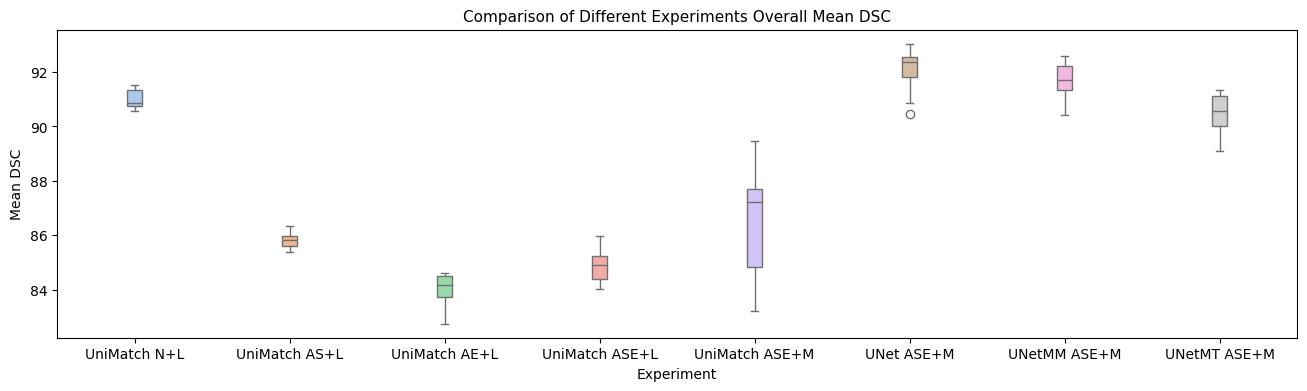 Comparison of Different Experiments Overall Mean DSC
92
90
88
86
84
Mean DSC
UniMatch N+L UniMatch AS+L UniMatch AE+L UniMatch ASE+L UniMatch ASE+M UNet ASE+M UNetMM ASE+M UNetMT ASE+M
Experiment